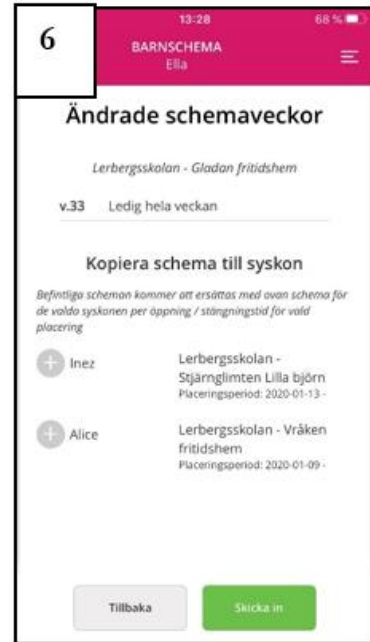 6
13:28
68 %
BARNSCHEMA
Ella
Ändrade schemaveckor
Lerbergsskolan - Gladan fritidshem
v.33 Ledig hela veckan
Kopiera schema till syskon
Befintliga scheman kommer att ersättas med ovan schema för
de valda syskonen per öppning / stängningstid för vald
placering
Inez
Lerbergsskolan -
Stjärnglimten Lilla björn
Placeringsperiod: 2020-01-13 -
Alice
Lerbergsskolan - Vråken
fritidshem
Placeringsperiod: 2020-01-09 -
Tillbaka
Skicka in